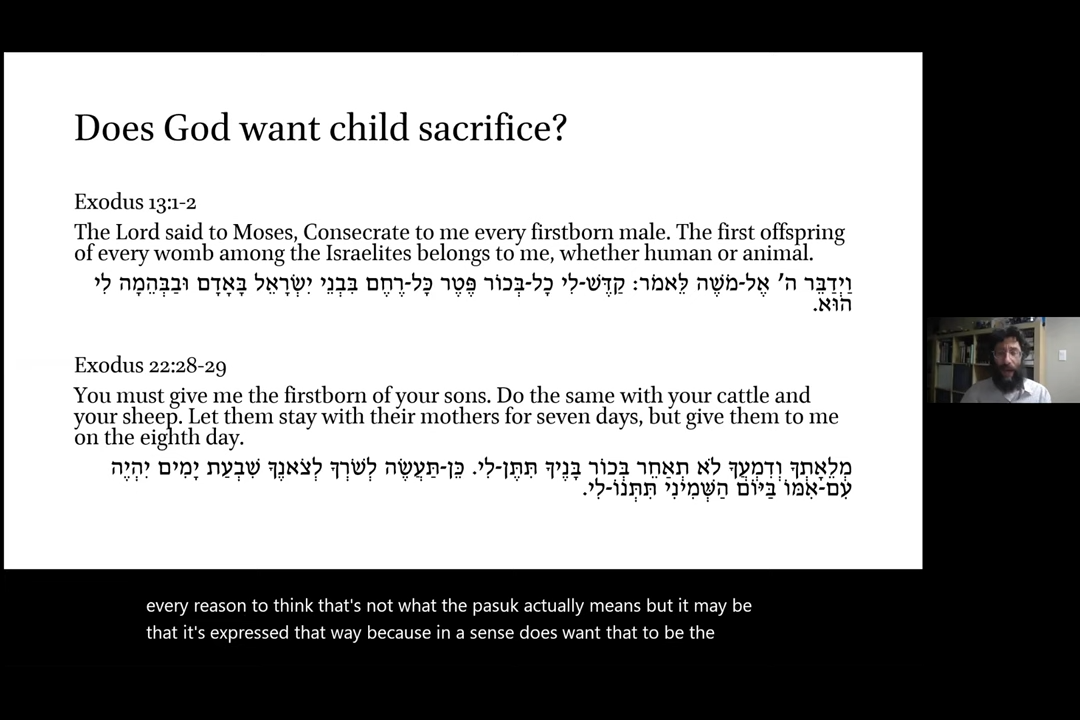 Does God want child sacrifice?
Exodus 13:1-2
The Lord said to Moses, Consecrate to me every firstborn male. The first offspring
of every womb among the Israelites belongs to me, whether human or animal.
וַיְדַבֵּר ה’ אֶל-מֹשֶׁה לֵּאמֹר: קַדֶּשׁ-לִי כָל-בְּכוֹר פֶּטֶר כָּל-רֶחֶם בִּבְנֵי יִשְׂרָאֵל בָּאָדָם וּבַבְּהֵמָה לִי
הוּא.
Exodus 22:28-29
You must give me the firstborn of your sons. Do the same with your cattle and
your sheep. Let them stay with their mothers for seven days, but give them to me
on the eighth day.
מְלֵאָתְךָ וְדִמְעֲךָ לֹא תְאַחֵר בְּכוֹר בָּנֶיךָ תִּתֶּן-לִי. כֵּן-תַּעֲשֶׂה לְשֹׁרְךָ לְצֹאנֶךָ שִׁבְעַת יָמִים יִהְיֶה
עִם-אִמּוֹ בַּיּוֹם הַשְּׁמִינִי תִּתְּנוֹ-לִי.
every reason to think that's not what the pasuk actually means but it may be
that it's expressed that way because in a sense does want that to be the